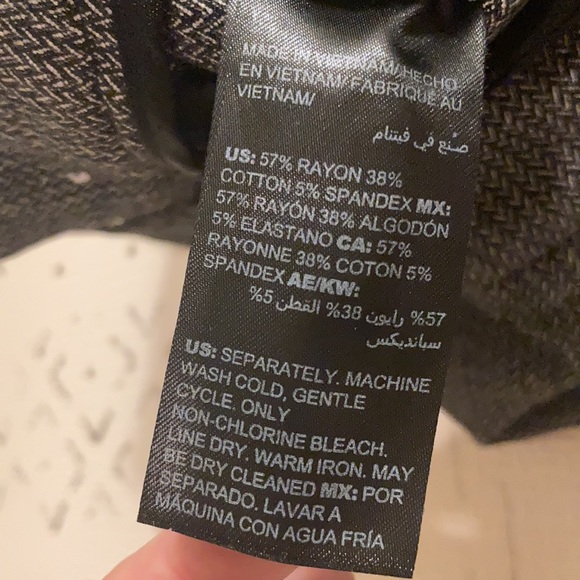 MADE IN VIETNAM/HECHO
EN VIETNAM/ FABRIQUÉ AU
VIETNAM/
صنع في فيتنام
US: 57% RAYON 38%
COTTON 5% SPANDEX MX:
57% RAYÓN 38% ALGODÓN
5% ELASTANO CA: 57%
RAYONNE 38% COTON 5%
SPANDEX AE/KW:
57% رايون 38% القطن 5%
سباندیکس
US: SEPARATELY. MACHINE
WASH COLD, GENTLE
CYCLE. ONLY
NON-CHLORINE BLEACH.
LINE DRY. WARM IRON. MAY
BE DRY CLEANED MX: POR
SEPARADO. LAVAR A
MÁQUINA CON AGUA FRÍA